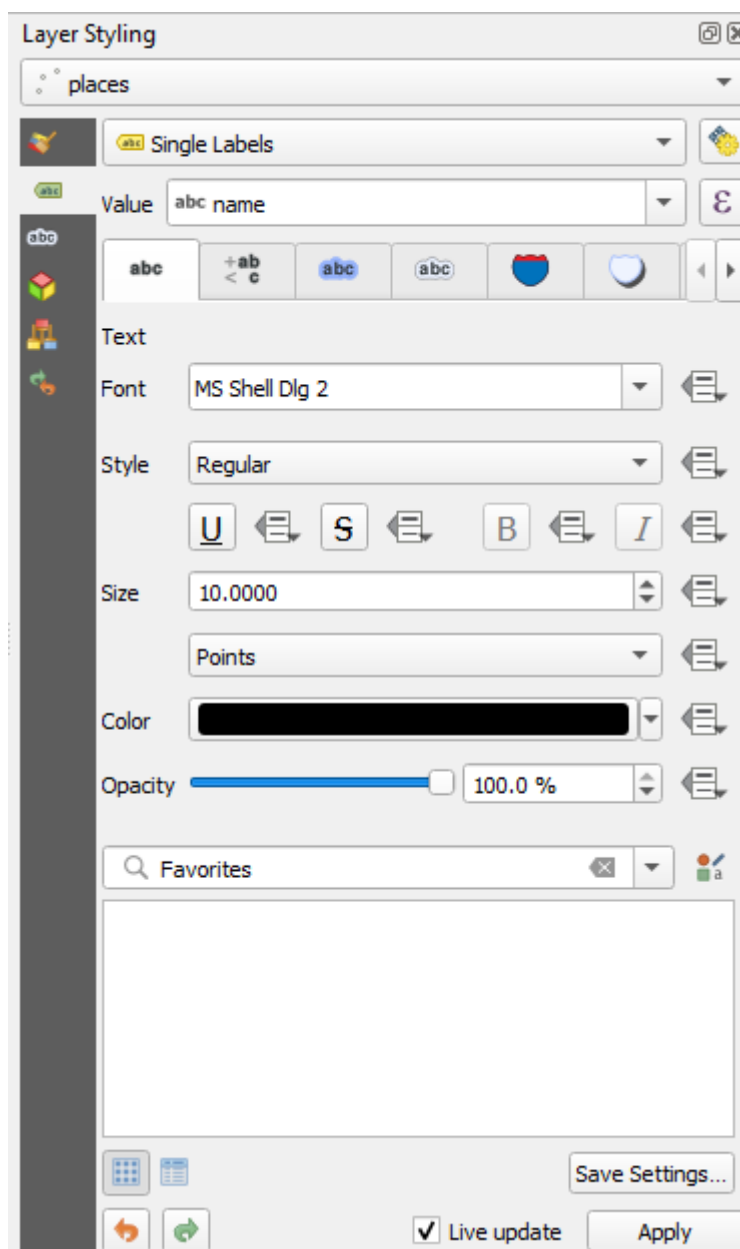 Layer Styling
places
Single Labels
Value abc name
abc +ab < c abc abc
Text
Font MS Shell Dlg 2
Style Regular
U S B I
Size 10.0000
Points
Color
Opacity 100.0 %
Favorites
Save Settings...
Live update Apply